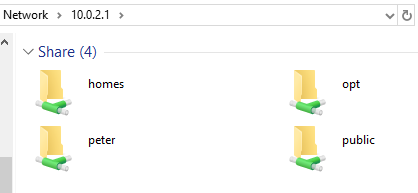 Network > 10.0.2.1 >
Share (4)
homes
opt
peter
public